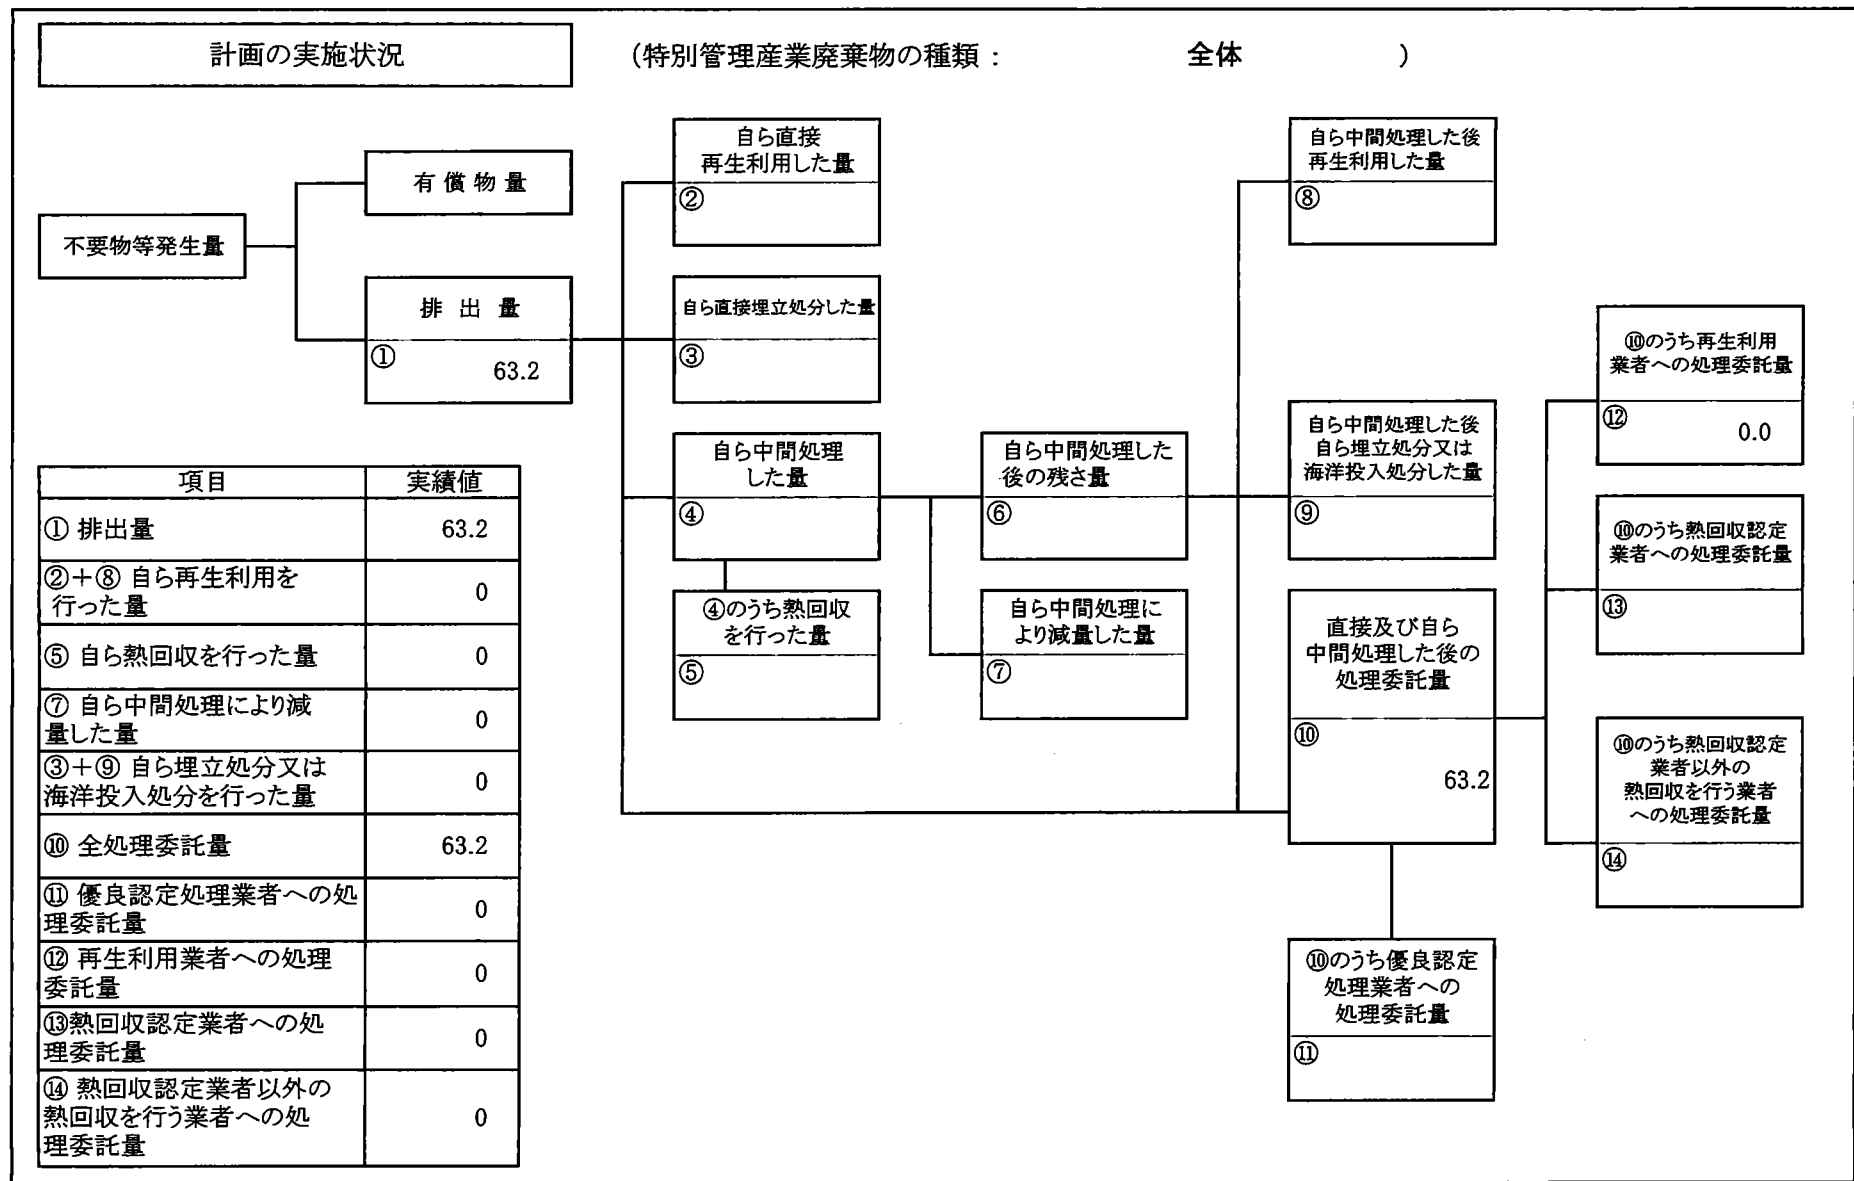 計画の実施状況
(特別管理産業廃棄物の種類： 全体 )
不要物等発生量
有償物量
排出量
① 63.2
自ら直接
再生利用した量
②
自ら直接埋立処分した量
③
自ら中間処理
した量
④
④のうち熱回収
を行った量
⑤
自ら中間処理した
後の残さ量
⑥
自ら中間処理に
より減量した量
⑦
自ら中間処理した後
再生利用した量
⑧
自ら中間処理した後
自ら埋立処分又は
海洋投入処分した量
⑨
直接及び自ら
中間処理した後の
処理委託量
⑩
63.2
⑩のうち優良認定
処理業者への
処理委託量
⑪
⑩のうち再生利用
業者への処理委託量
⑫ 0.0
⑩のうち熱回収認定
業者への処理委託量
⑬
⑩のうち熱回収認定
業者以外の
熱回収を行う業者
への処理委託量
⑭
項目 実績値
① 排出量 63.2
②＋⑧ 自ら再生利用を
行った量 0
⑤ 自ら熱回収を行った量 0
⑦ 自ら中間処理により減
量した量 0
③＋⑨ 自ら埋立処分又は
海洋投入処分を行った量 0
⑩ 全処理委託量 63.2
⑪ 優良認定処理業者への処
理委託量 0
⑫ 再生利用業者への処理
委託量 0
⑬熱回収認定業者への処
理委託量 0
⑭ 熱回収認定業者以外の
熱回収を行う業者への処 0
理委託量